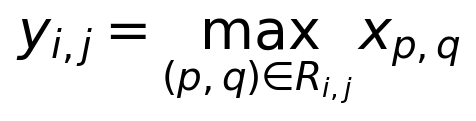 y_{i,j} = \max_{(p,q)∈R_{i,j}} x_{p,q}